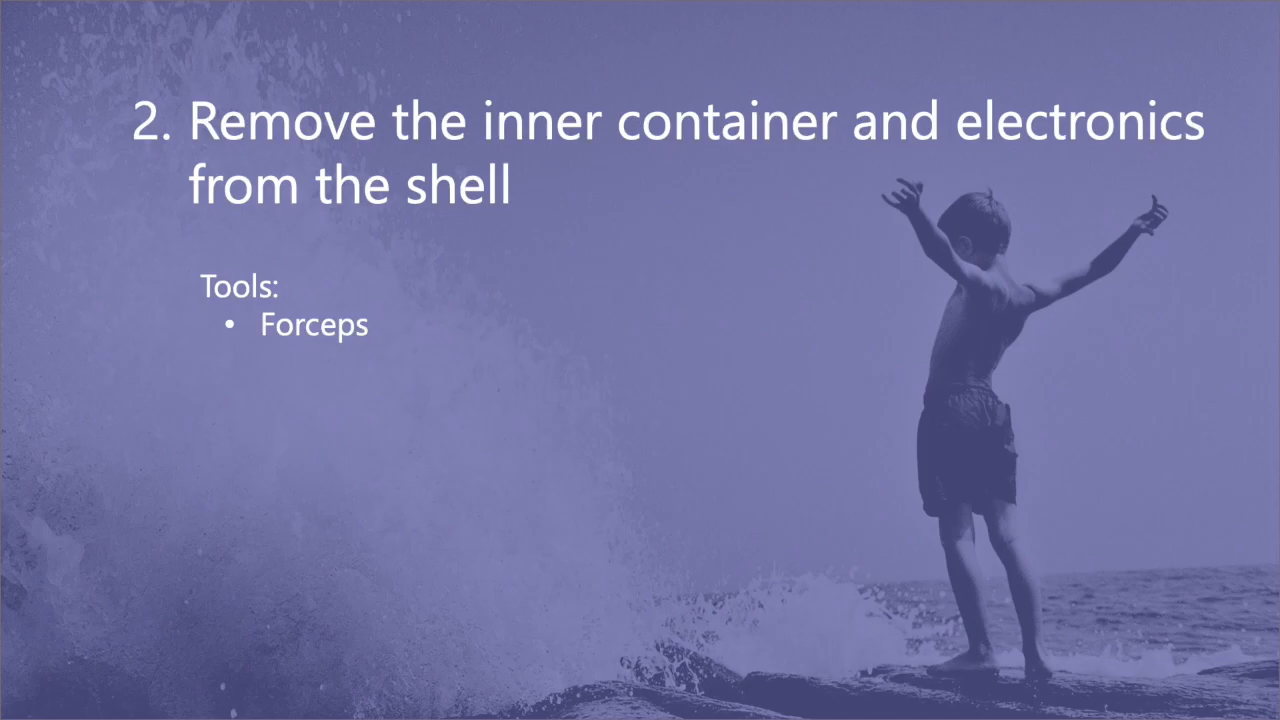 2. Remove the inner container and electronics
from the shell
Tools:
• Forceps